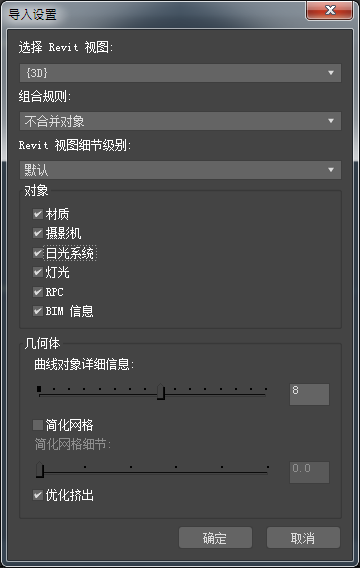 导入设置
选择 Revit 视图:
{3D}
组合规则:
不合并对象
Revit 视图细节级别:
默认
对象
材质
摄影机
日光系统
灯光
RPC
BIM 信息
几何体
曲线对象详细信息:
8
简化网格
简化网格细节:
0.0
优化挤出
确定 取消